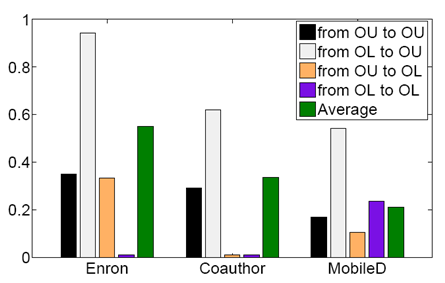 1
0.8
0.6
0.4
0.2
0
from OU to OU
from OL to OU
from OU to OL
from OL to OL
Average
Enron Coauthor MobileD